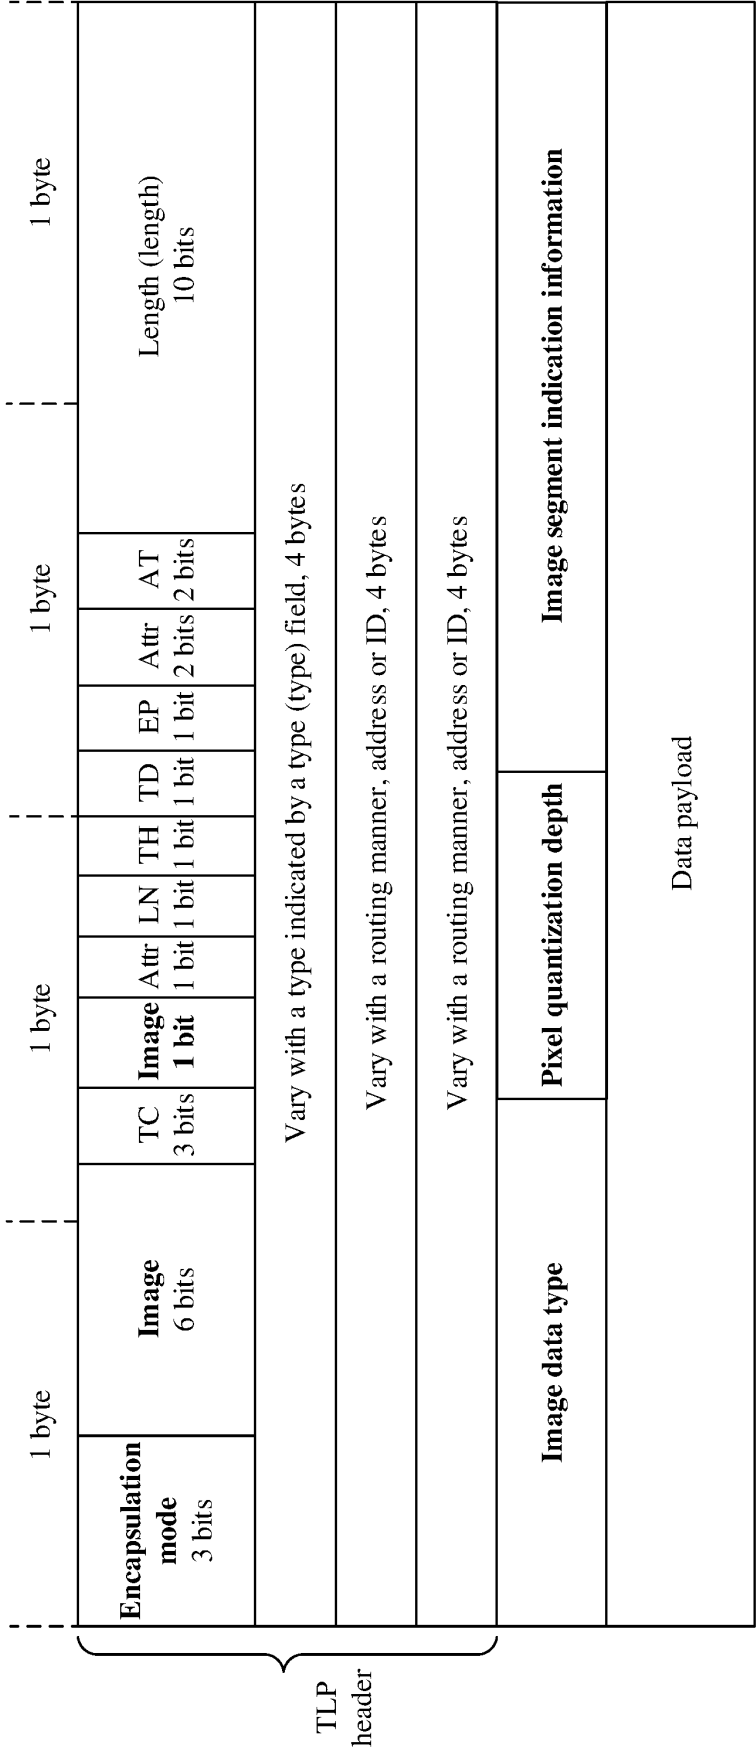 1 byte
1 byte
1 byte
1 byte
TLP
header
Encapsulation
mode
3 bits
Image
6 bits
TC
3 bits
Image
1 bit
Attr
1 bit
LN
1 bit
TH
1 bit
TD
1 bit
EP
1 bit
Attr
2 bits
AT
2 bits
Length (length)
10 bits
Vary with a type indicated by a type (type) field, 4 bytes
Vary with a routing manner, address or ID, 4 bytes
Vary with a routing manner, address or ID, 4 bytes
Image data type
Pixel quantization depth
Image segment indication information
Data payload